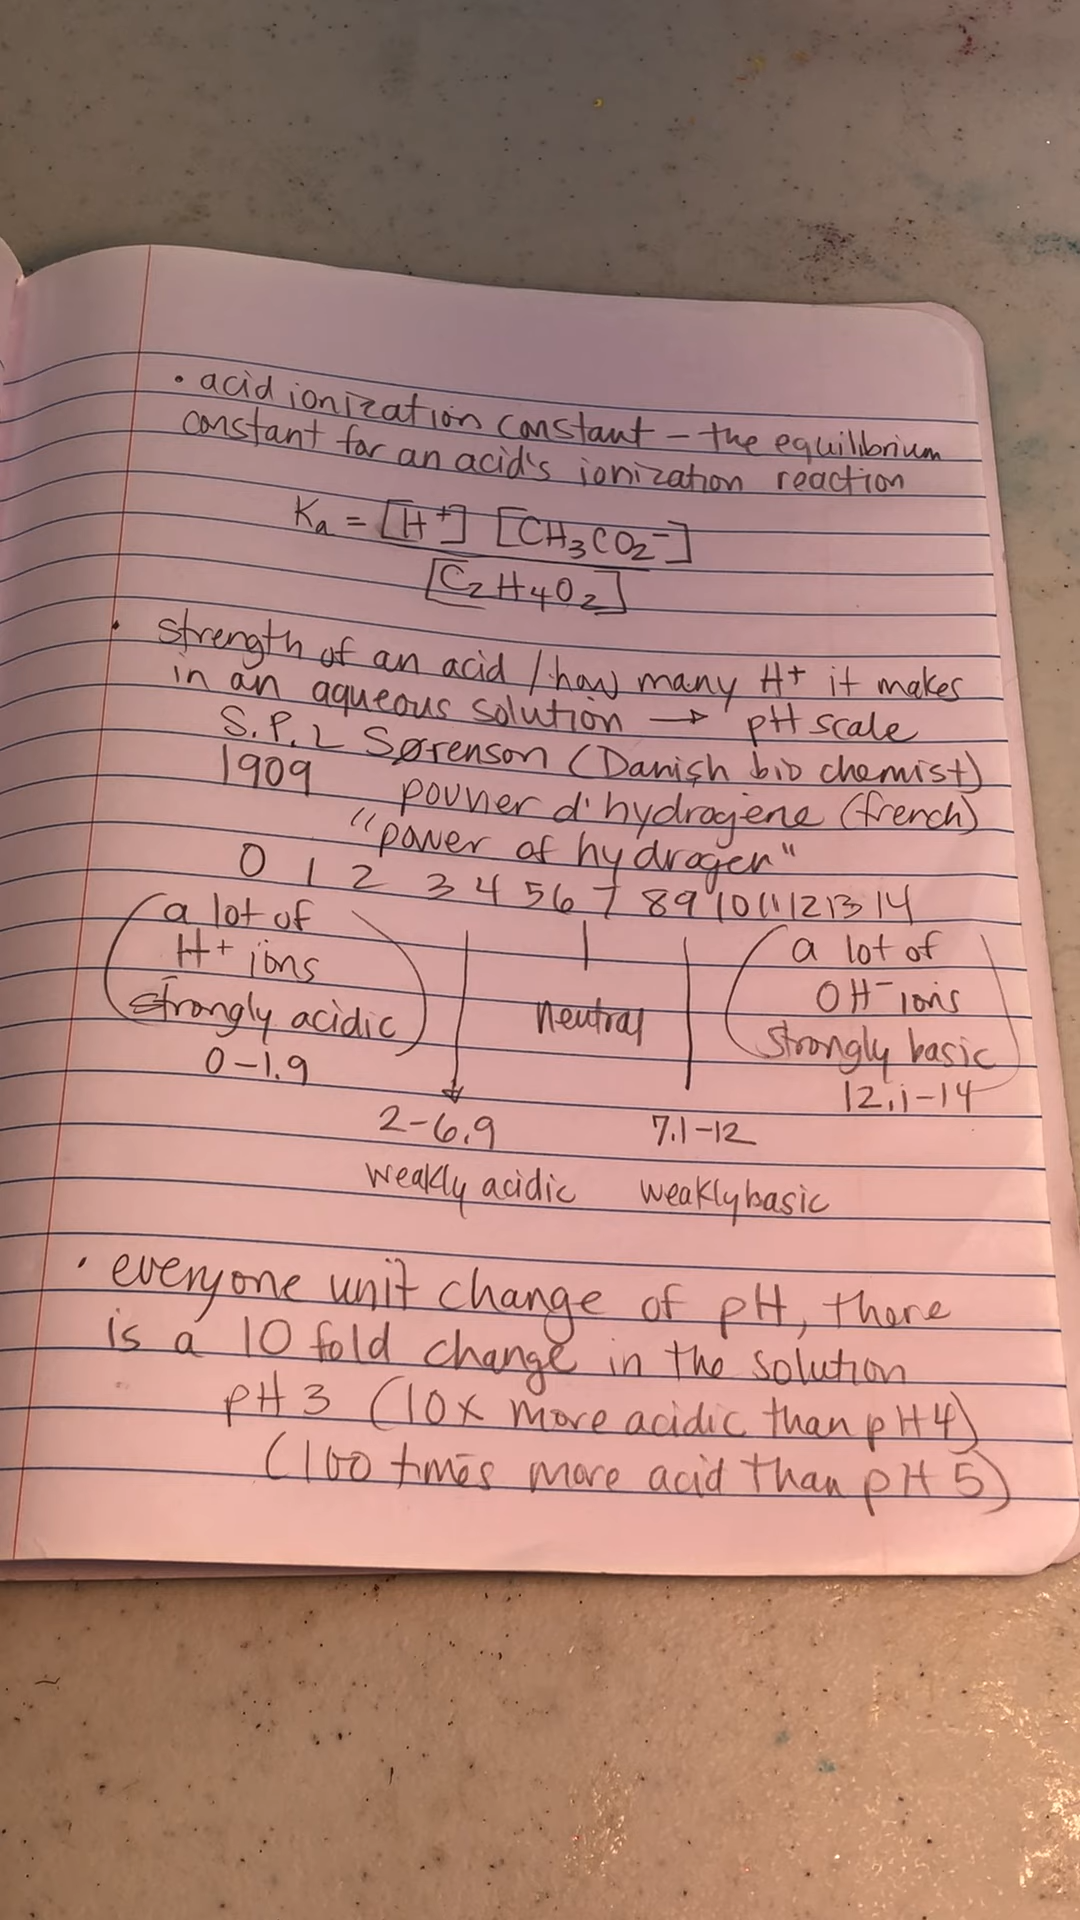 • acid ionization constant – the equilibrium
constant for an acid's ionization reaction
Ka = [H⁺] [CH₃CO₂⁻]
[C₂H₄O₂]
• strength of an acid / how many H⁺ it makes
in an aqueous solution → pH scale
S.P.L Sørenson (Danish bio chemist)
1909 pouner d'hydrogène (french)
"power of hydrogen"
0 1 2 3 4 5 6 7 8 9 10 11 12 13 14
(a lot of
H⁺ ions
strongly acidic)
0–1.9
neutral
(a lot of
OH⁻ ions
strongly basic)
12.1–14
2–6.9 7.1–12
weakly acidic weakly basic
• everyone unit change of pH, there
is a 10 fold change in the solution
pH 3 (10x more acidic than pH 4)
(100 times more acid than pH 5)